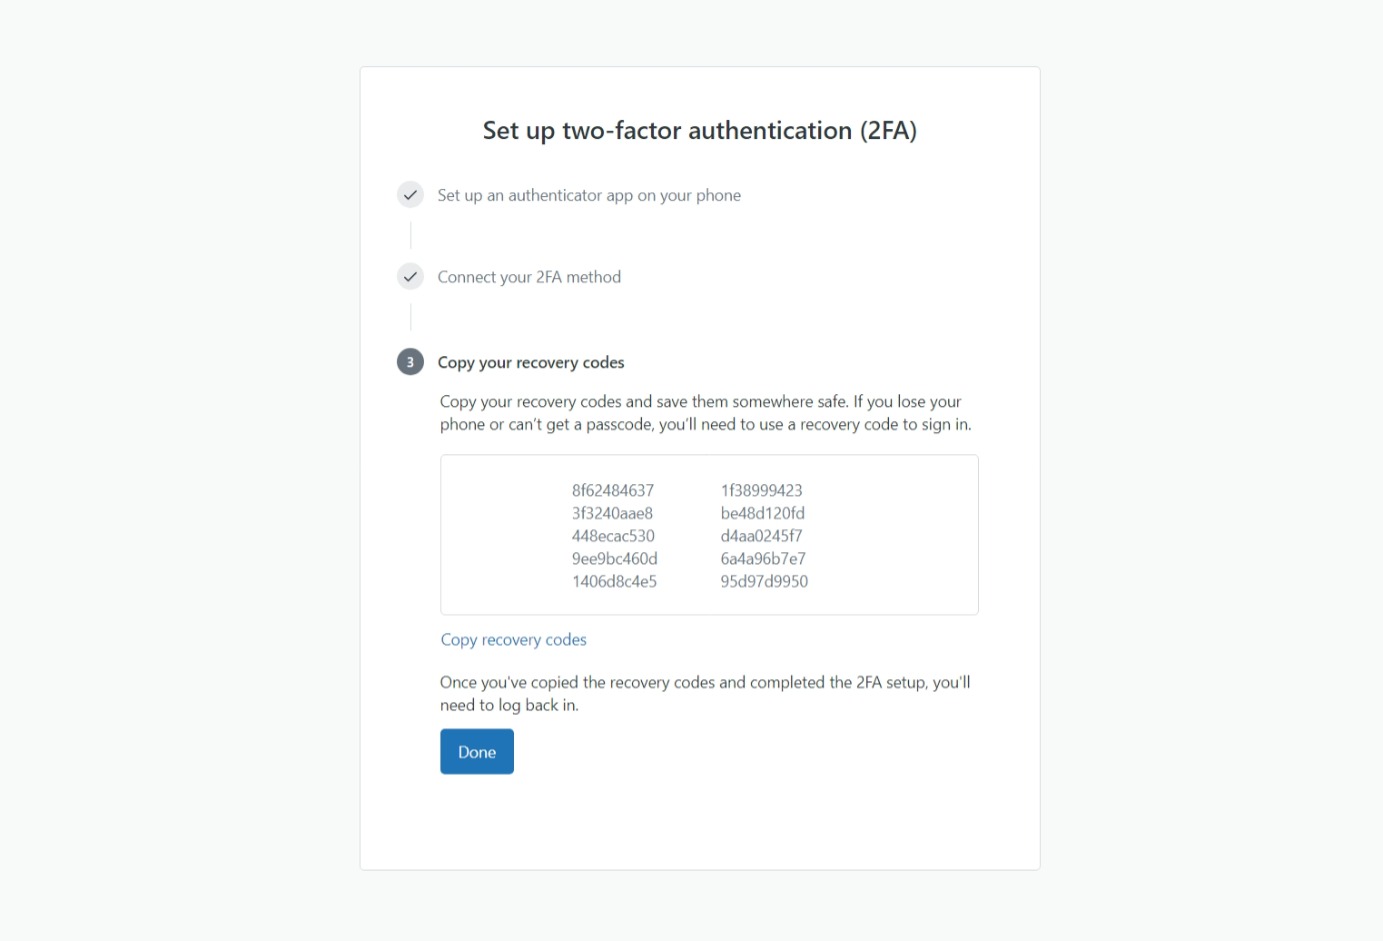 Set up two-factor authentication (2FA)
Set up an authenticator app on your phone
Connect your 2FA method
3 Copy your recovery codes
Copy your recovery codes and save them somewhere safe. If you lose your
phone or can't get a passcode, you'll need to use a recovery code to sign in.
8f62484637 1f38999423
3f3240aae8 be48d120fd
448ecac530 d4aa0245f7
9ee9bc460d 6a4a96b7e7
1406d8c4e5 95d97d9950
Copy recovery codes
Once you've copied the recovery codes and completed the 2FA setup, you'll
need to log back in.
Done